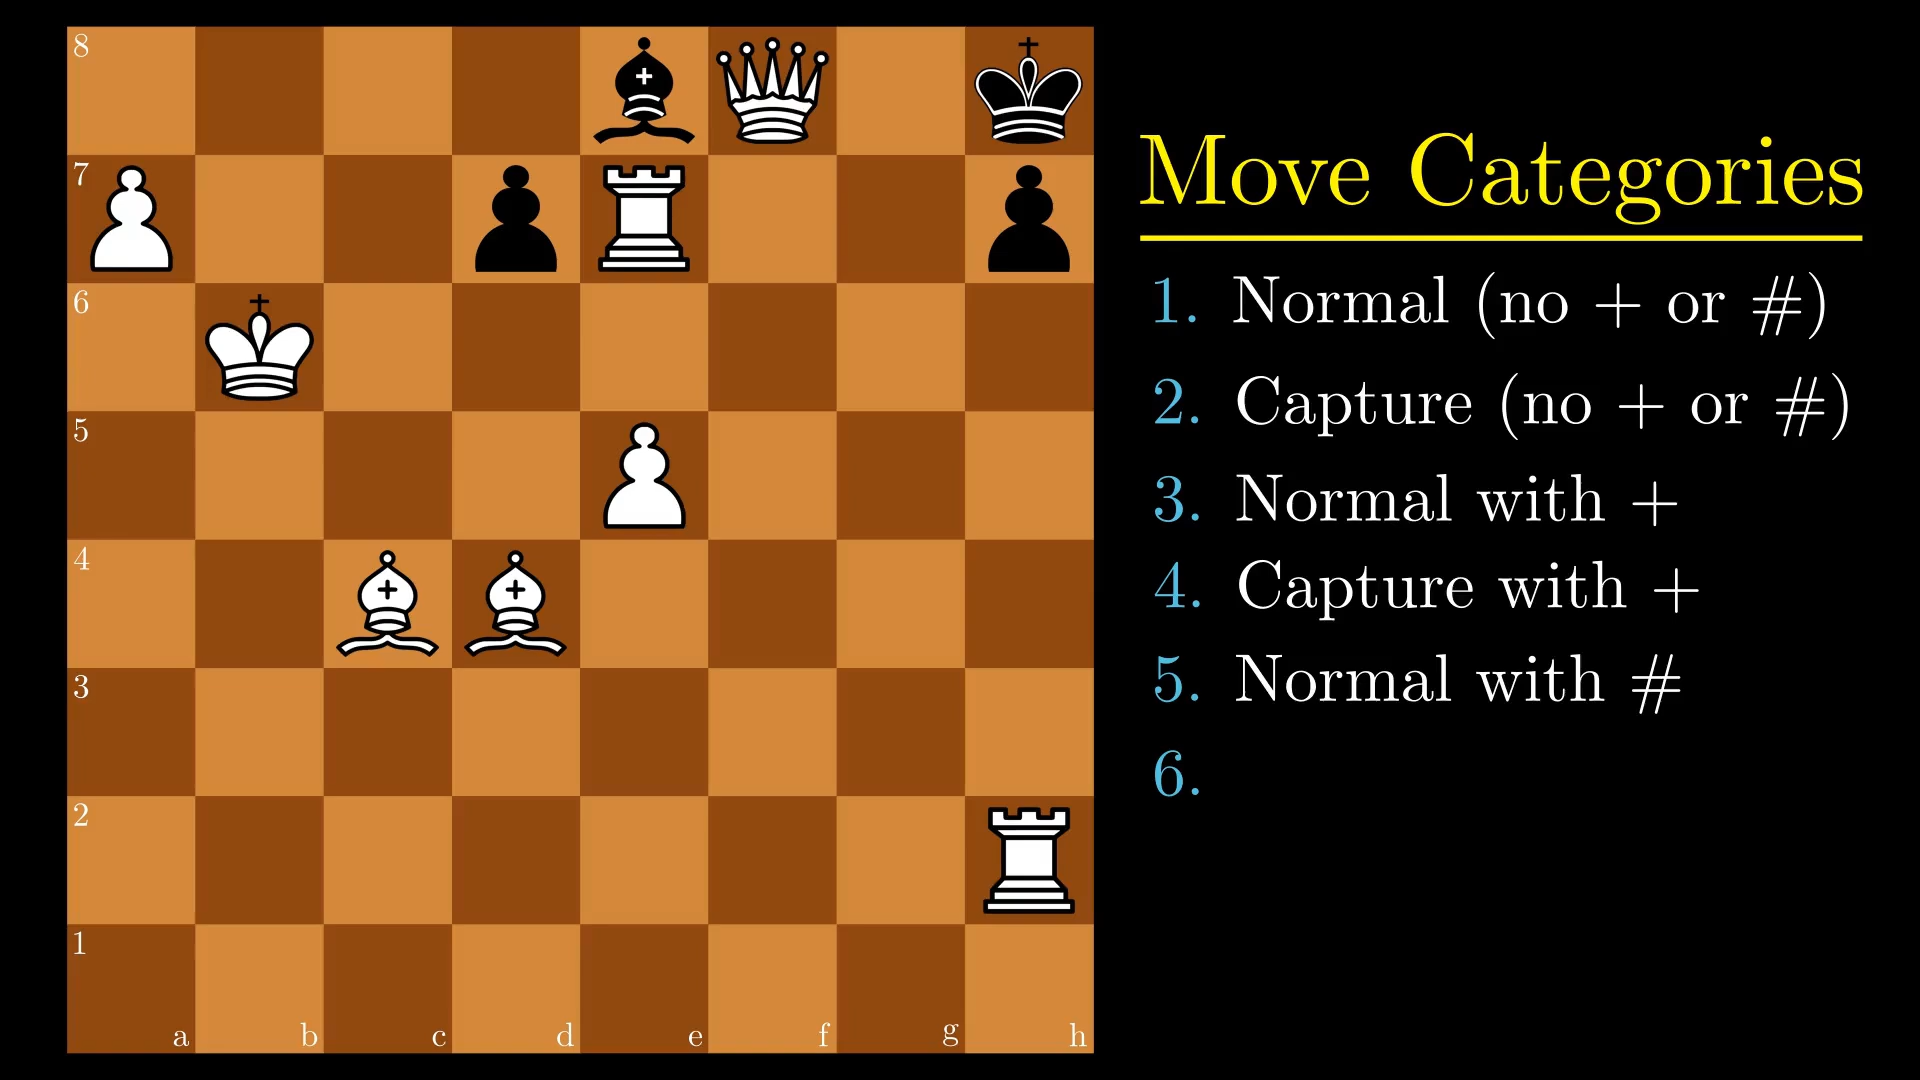 8
7
6
5
4
3
2
1
a b c d e f g h
Move Categories
1. Normal (no + or #)
2. Capture (no + or #)
3. Normal with +
4. Capture with +
5. Normal with #
6.